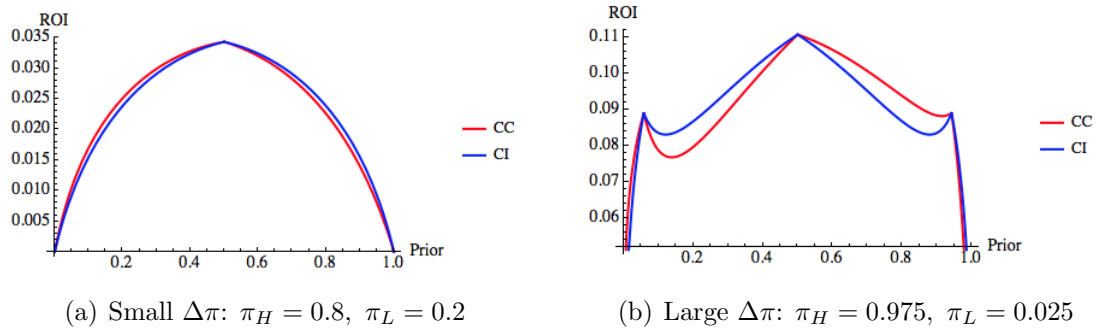 ROI
0.035
0.030
0.025
0.020
0.015
0.010
0.005
0.2 0.4 0.6 0.8 1.0
Prior
CC
CI
(a) Small Δπ: π_H = 0.8, π_L = 0.2
ROI
0.11
0.10
0.09
0.08
0.07
0.06
0.2 0.4 0.6 0.8 1.0
Prior
CC
CI
(b) Large Δπ: π_H = 0.975, π_L = 0.025